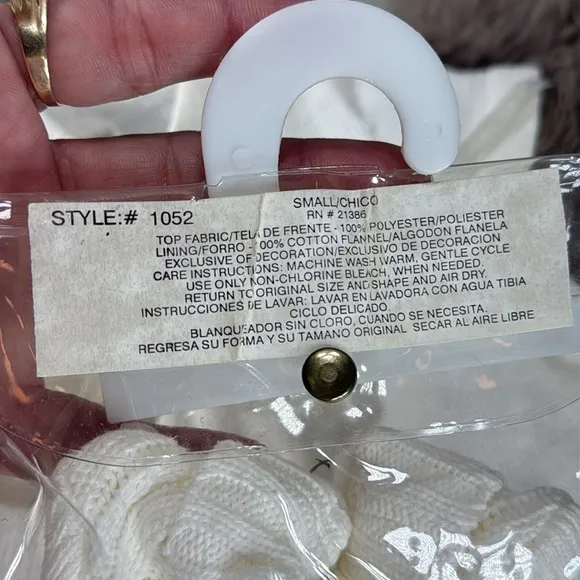 SMALL/CHICO
STYLE:# 1052
RN # 21386
TOP FABRIC/TELA DE FRENTE - 100% POLYESTER/POLIESTER
LINING/FORRO - 100% COTTON FLANNEL/ALGODON FLANELA
EXCLUSIVE OF DECORATION/EXCLUSIVO DE DECORACION
CARE INSTRUCTIONS: MACHINE WASH WARM, GENTLE CYCLE
USE ONLY NON-CHLORINE BLEACH, WHEN NEEDED.
RETURN TO ORIGINAL SIZE AND SHAPE AND AIR DRY.
INSTRUCCIONES DE LAVAR: LAVAR EN LAVADORA CON AGUA TIBIA
CICLO DELICADO.
BLANQUEADOR SIN CLORO, CUANDO SE NECESITA.
REGRESA SU FORMA Y SU TAMANO ORIGINAL SECAR AL AIRE LIBRE